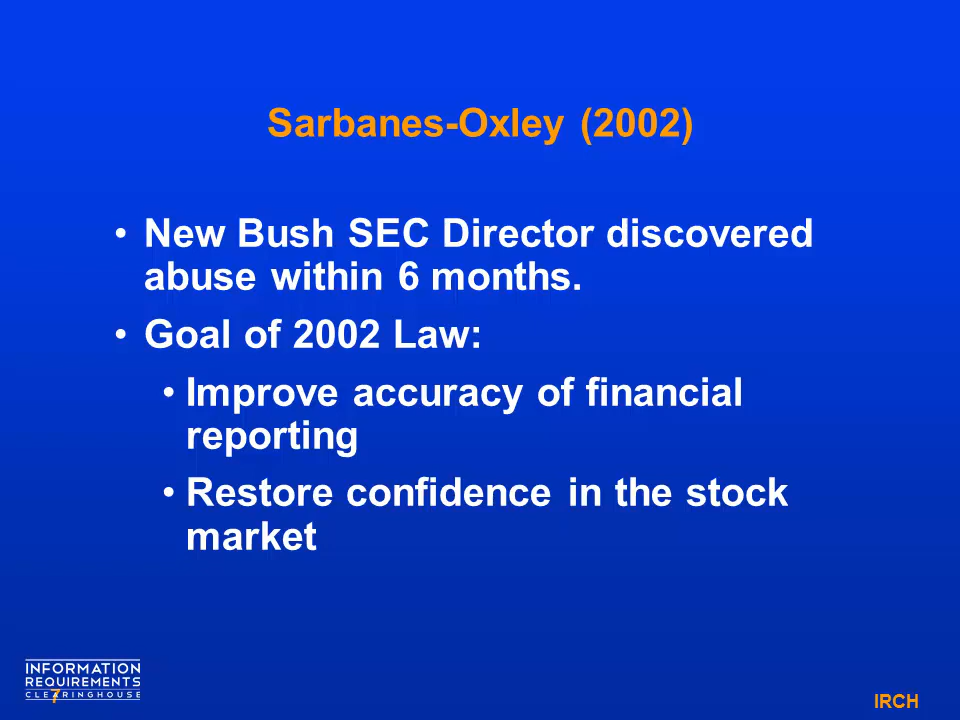 Sarbanes-Oxley (2002)
• New Bush SEC Director discovered
abuse within 6 months.
• Goal of 2002 Law:
• Improve accuracy of financial
reporting
• Restore confidence in the stock
market
INFORMATION
REQUIREMENTS
CLEARINGHOUSE
7
IRCH